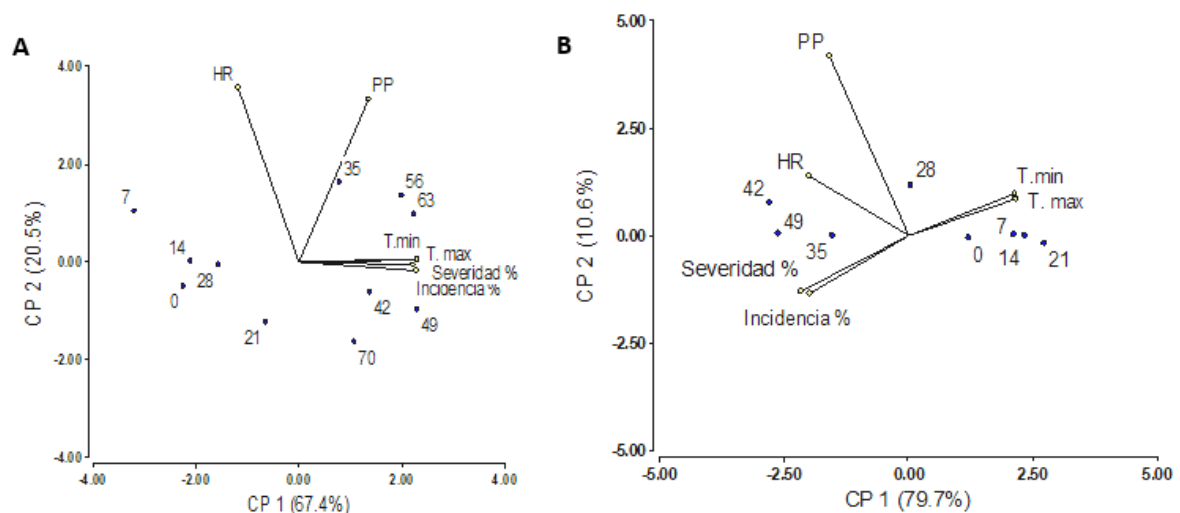 A
CP 2 (20.5%)
4.00
2.00
0.00
-2.00
-4.00
HR
PP
35
56
63
7
14
28
0
21
T.min
T. max
Severidad %
Incidencia %
42
49
70
-4.00 -2.00 0.00 2.00 4.00
CP 1 (67.4%)
B
CP 2 (10.6%)
5.00
2.50
0.00
-2.50
-5.00
PP
HR
28
42
49
35
T.min
T. max
7
0
14
21
Severidad %
Incidencia %
-5.00 -2.50 0.00 2.50 5.00
CP 1 (79.7%)